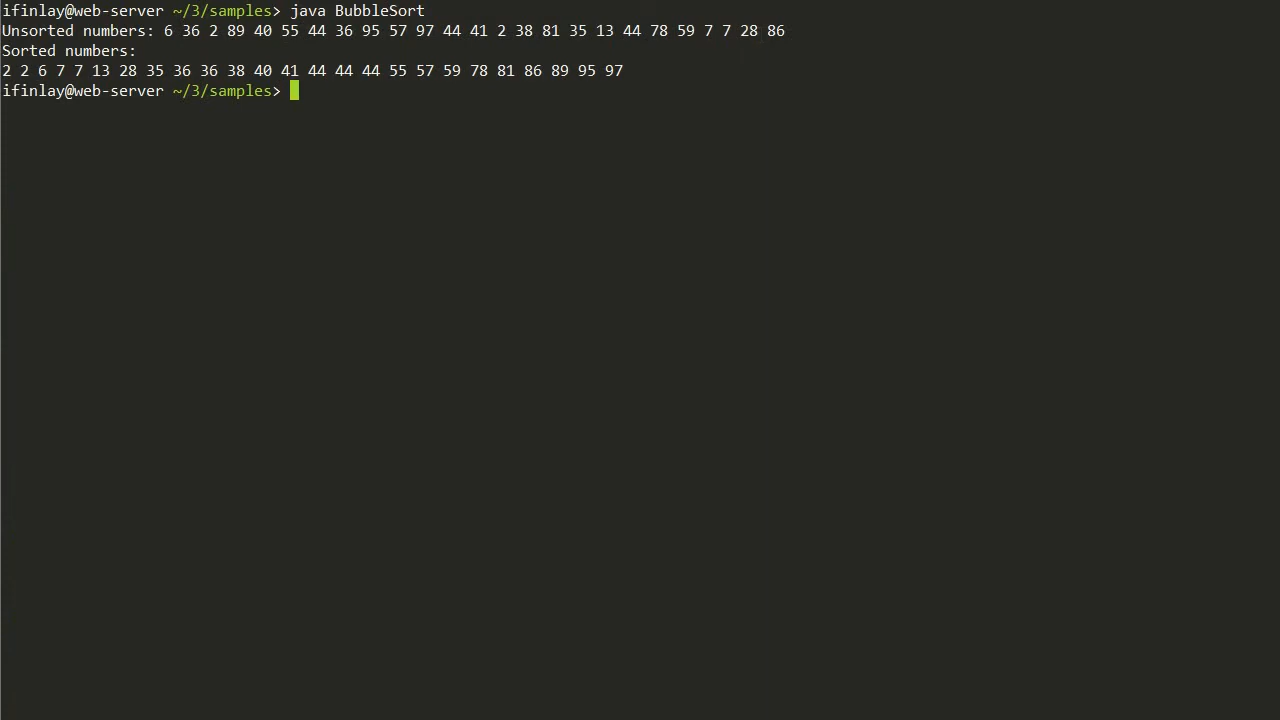 ifinlay@web-server ~/3/samples> java BubbleSort
Unsorted numbers: 6 36 2 89 40 55 44 36 95 57 97 44 41 2 38 81 35 13 44 78 59 7 7 28 86
Sorted numbers:
2 2 6 7 7 13 28 35 36 36 38 40 41 44 44 44 55 57 59 78 81 86 89 95 97
ifinlay@web-server ~/3/samples>